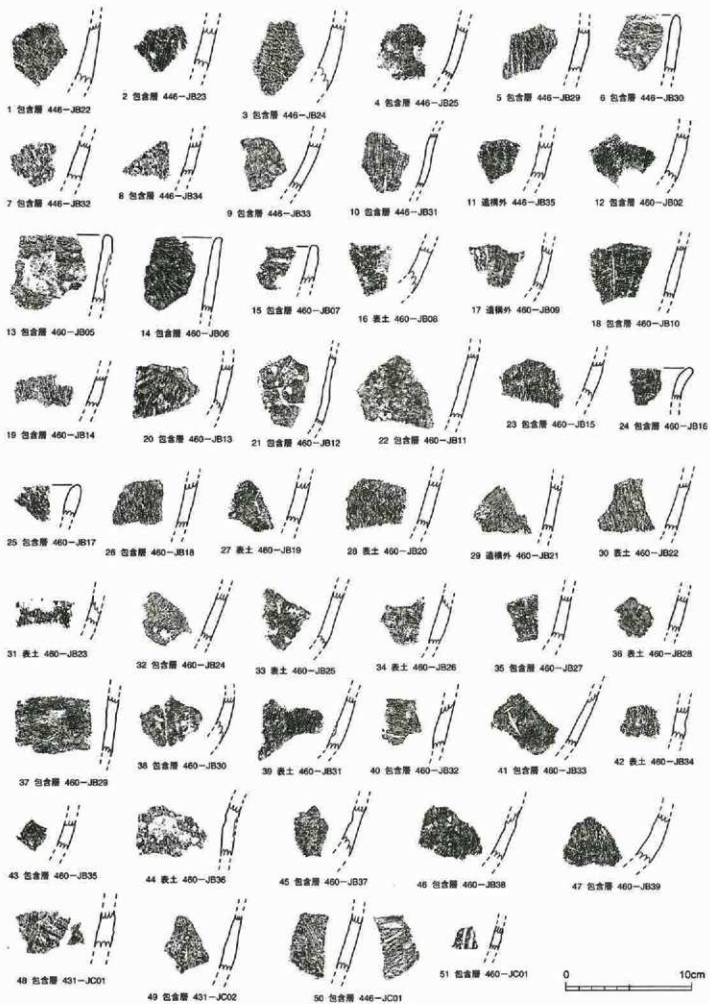 1 包含層 446-JB22
2 包含層 446-JB23
3 包含層 446-JB24
4 包含層 446-JB25
5 包含層 446-JB29
6 包含層 446-JB30
7 包含層 446-JB32
8 包含層 446-JB34
9 包含層 446-JB33
10 包含層 446-JB31
11 遺構外 446-JB35
12 包含層 460-JB02
13 包含層 460-JB05
14 包含層 460-JB06
15 包含層 460-JB07
16 表土 460-JB08
17 遺構外 460-JB09
18 包含層 460-JB10
19 包含層 460-JB14
20 包含層 460-JB13
21 包含層 460-JB12
22 包含層 460-JB11
23 包含層 460-JB15
24 包含層 460-JB16
25 包含層 460-JB17
26 包含層 460-JB18
27 表土 460-JB19
28 表土 460-JB20
29 遺構外 460-JB21
30 表土 460-JB22
31 表土 460-JB23
32 包含層 460-JB24
33 表土 460-JB25
34 表土 460-JB26
35 包含層 460-JB27
36 表土 460-JB28
37 包含層 460-JB29
38 包含層 460-JB30
39 表土 460-JB31
40 包含層 460-JB32
41 包含層 460-JB33
42 表土 460-JB34
43 包含層 460-JB35
44 表土 460-JB36
45 包含層 460-JB37
46 包含層 460-JB38
47 包含層 460-JB39
48 包含層 431-JC01
49 包含層 431-JC02
50 包含層 446-JC01
51 包含層 460-JC01
0 10cm